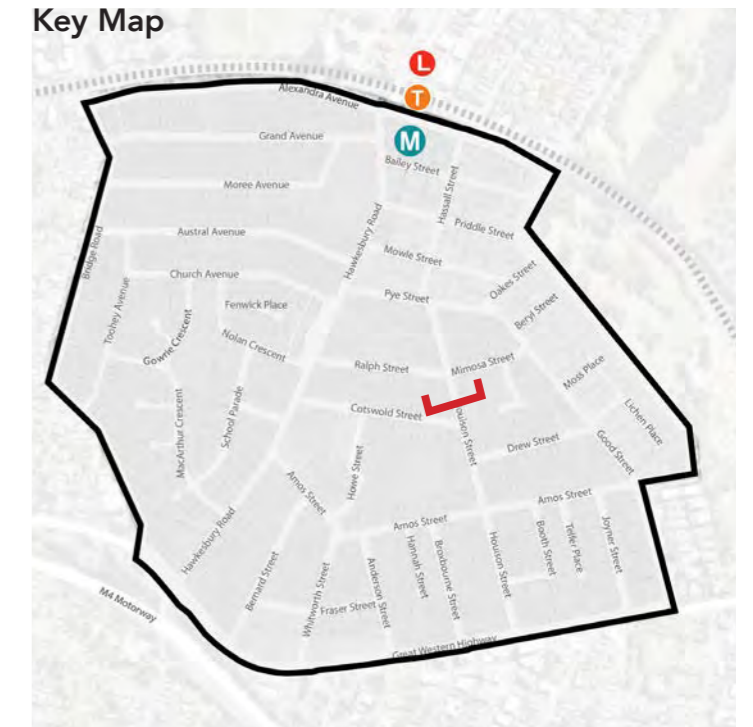 Key Map
L
T
M
Alexandra Avenue
Grand Avenue
Bailey Street
Moree Avenue
Hassall Street
Hawkesbury Road
Priddle Street
Austral Avenue
Bridge Road
Mowle Street
Church Avenue
Oakes Street
Toohey Avenue
Pye Street
Fenwick Place
Beryl Street
Gowrie Crescent
Nolan Crescent
Ralph Street
Mimosa Street
Moss Place
MacArthur Crescent
School Parade
Cotswold Street
oulson Street
Lichen Place
Drew Street
Good Street
Howe Street
Amos Street
Amos Street
Amos Street
Hawkesbury Road
Bernard Street
Whitworth Street
Anderson Street
Hannah Street
Broxbourne Street
Houison Street
Booth Street
Telfer Place
Joyner Street
Fraser Street
M4 Motorway
Great Western Highway